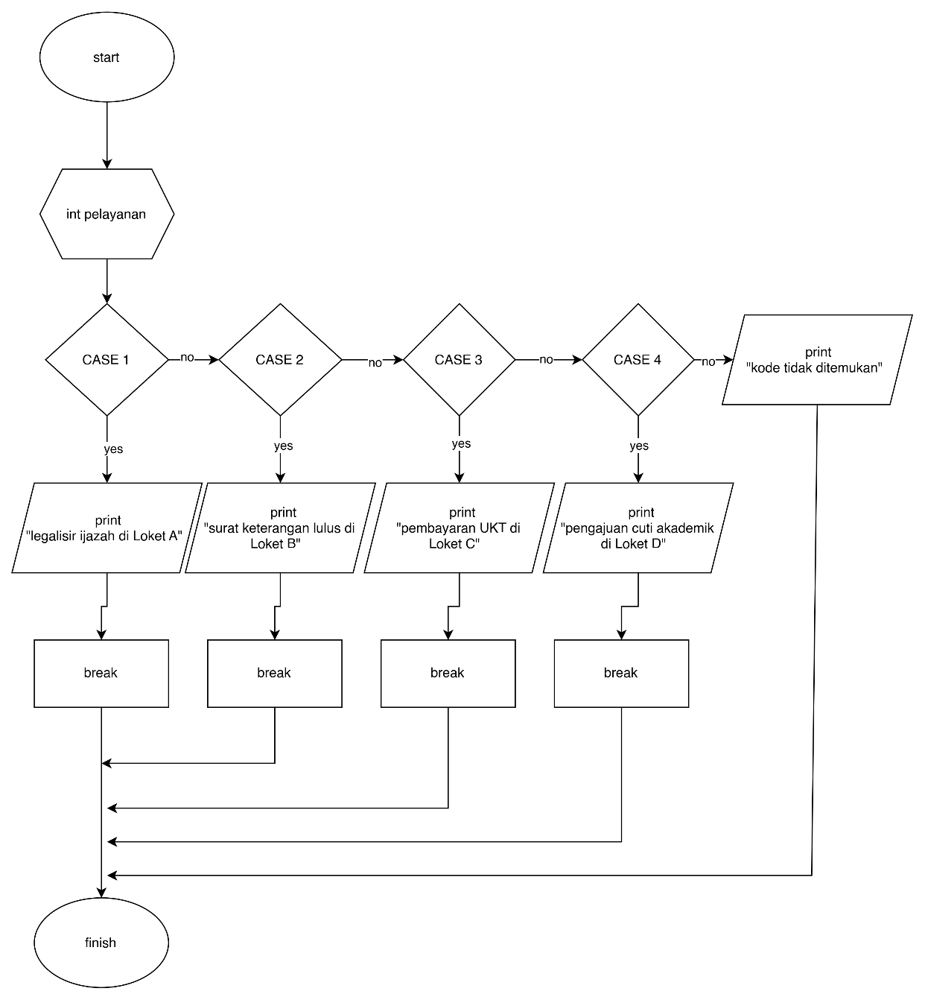 start
int pelayanan
CASE 1
no
CASE 2
no
CASE 3
no
CASE 4
no
print
"kode tidak ditemukan"
yes
yes
yes
yes
print
"legalisir ijazah di Loket A"
print
"surat keterangan lulus di
Loket B"
print
"pembayaran UKT di
Loket C"
print
"pengajuan cuti akademik
di Loket D"
break
break
break
break
finish